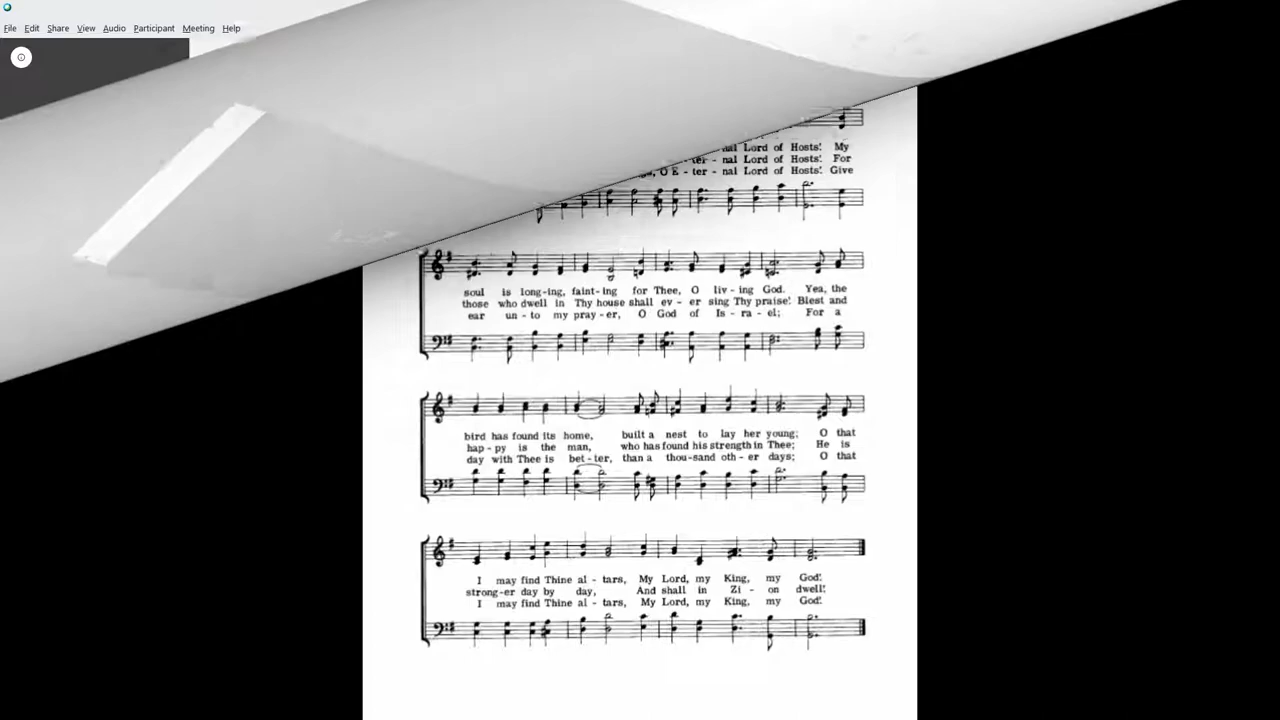 File Edit Share View Audio Participant Meeting Help
nal Lord of Hosts! My
ter - nal Lord of Hosts! For
O E - ter - nal Lord of Hosts! Give
soul is long-ing, faint-ing for Thee, O liv - ing God. Yea, the
those who dwell in Thy house shall ev - er sing Thy praise! Blest and
ear un - to my pray - er, O God of Is - ra - el; For a
bird has found its home, built a nest to lay her young; O that
hap - py is the man, who has found his strength in Thee; He is
day with Thee is bet - ter, than a thou-sand oth - er days; O that
I may find Thine al - tars, My Lord, my King, my God!
strong-er day by day, And shall in Zi - on dwell!
I may find Thine al - tars, My Lord, my King, my God!